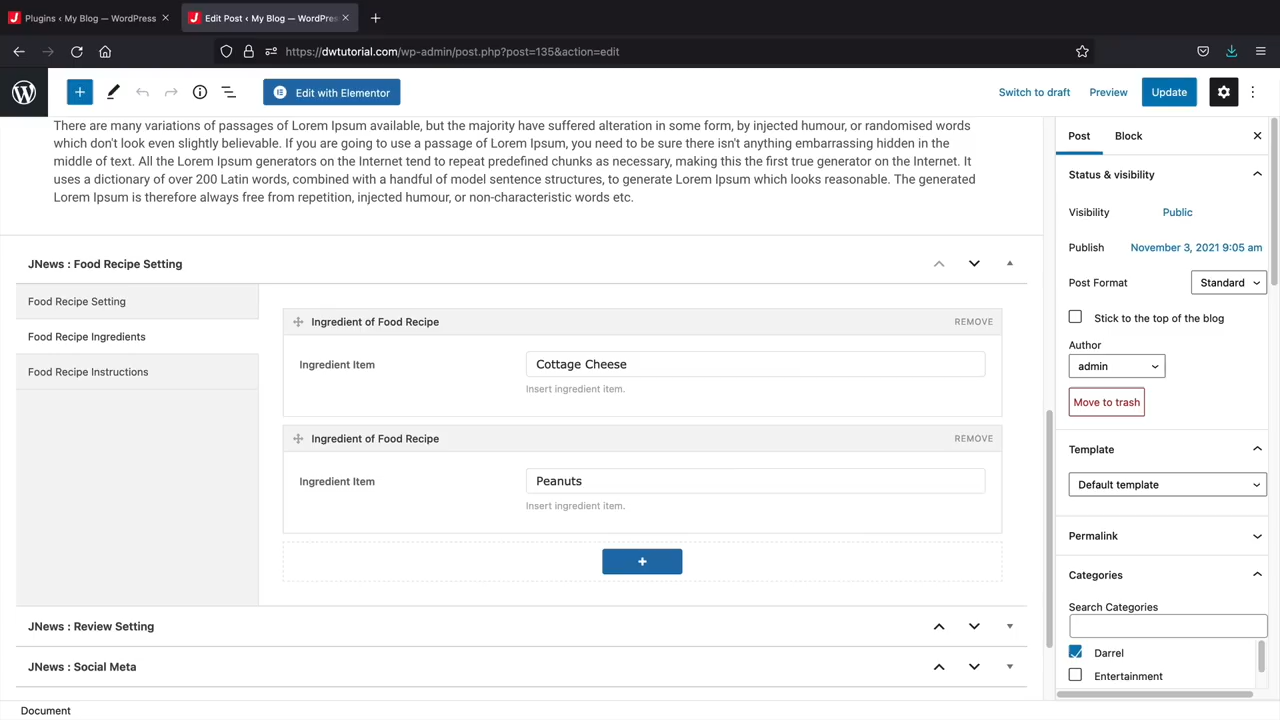 Plugins ‹ My Blog — WordPress
Edit Post ‹ My Blog — WordPres
https://dwtutorial.com/wp-admin/post.php?post=135&action=edit
Edit with Elementor
Switch to draft
Preview
Update
There are many variations of passages of Lorem Ipsum available, but the majority have suffered alteration in some form, by injected humour, or randomised words
which don't look even slightly believable. If you are going to use a passage of Lorem Ipsum, you need to be sure there isn't anything embarrassing hidden in the
middle of text. All the Lorem Ipsum generators on the Internet tend to repeat predefined chunks as necessary, making this the first true generator on the Internet. It
uses a dictionary of over 200 Latin words, combined with a handful of model sentence structures, to generate Lorem Ipsum which looks reasonable. The generated
Lorem Ipsum is therefore always free from repetition, injected humour, or non-characteristic words etc.
JNews : Food Recipe Setting
Food Recipe Setting
Food Recipe Ingredients
Food Recipe Instructions
Ingredient of Food Recipe
REMOVE
Ingredient Item
Cottage Cheese
Insert ingredient item.
Ingredient of Food Recipe
REMOVE
Ingredient Item
Peanuts
Insert ingredient item.
JNews : Review Setting
JNews : Social Meta
Document
Post
Block
Status & visibility
Visibility
Public
Publish
November 3, 2021 9:05 am
Post Format
Standard
Stick to the top of the blog
Author
admin
Move to trash
Template
Default template
Permalink
Categories
Search Categories
Darrel
Entertainment